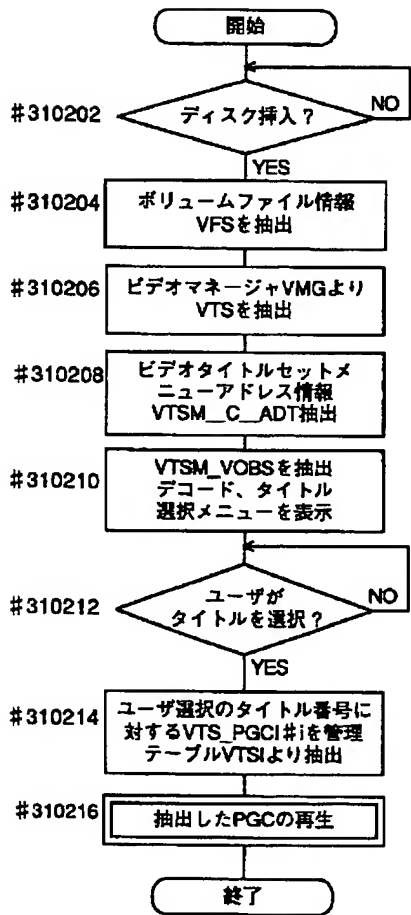 開始
#310202
ディスク挿入？
NO
YES
#310204
ボリュームファイル情報
VFSを抽出
#310206
ビデオマネージャVMGより
VTSを抽出
#310208
ビデオタイトルセットメ
ニューアドレス情報
VTSM__C__ADT抽出
#310210
VTSM_VOBSを抽出
デコード、タイトル
選択メニューを表示
#310212
ユーザが
タイトルを選択？
NO
YES
#310214
ユーザ選択のタイトル番号に
対するVTS_PGCI#iを管理
テーブルVTSIより抽出
#310216
抽出したPGCの再生
終了